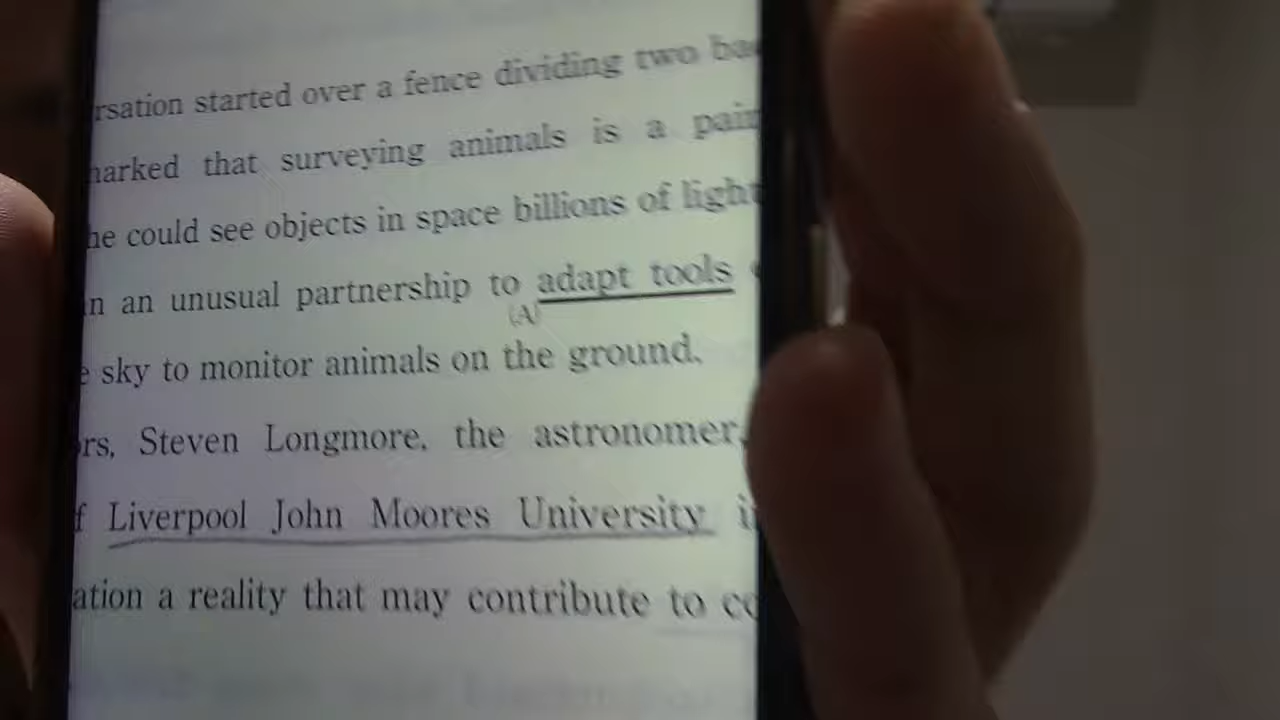 rsation started over a fence dividing two
marked that surveying animals is a
he could see objects in space billions of light
an unusual partnership to adapt tools
(A)
sky to monitor animals on the ground.
rs, Steven Longmore, the astronomer,
Liverpool John Moores University
ation a reality that may contribute to